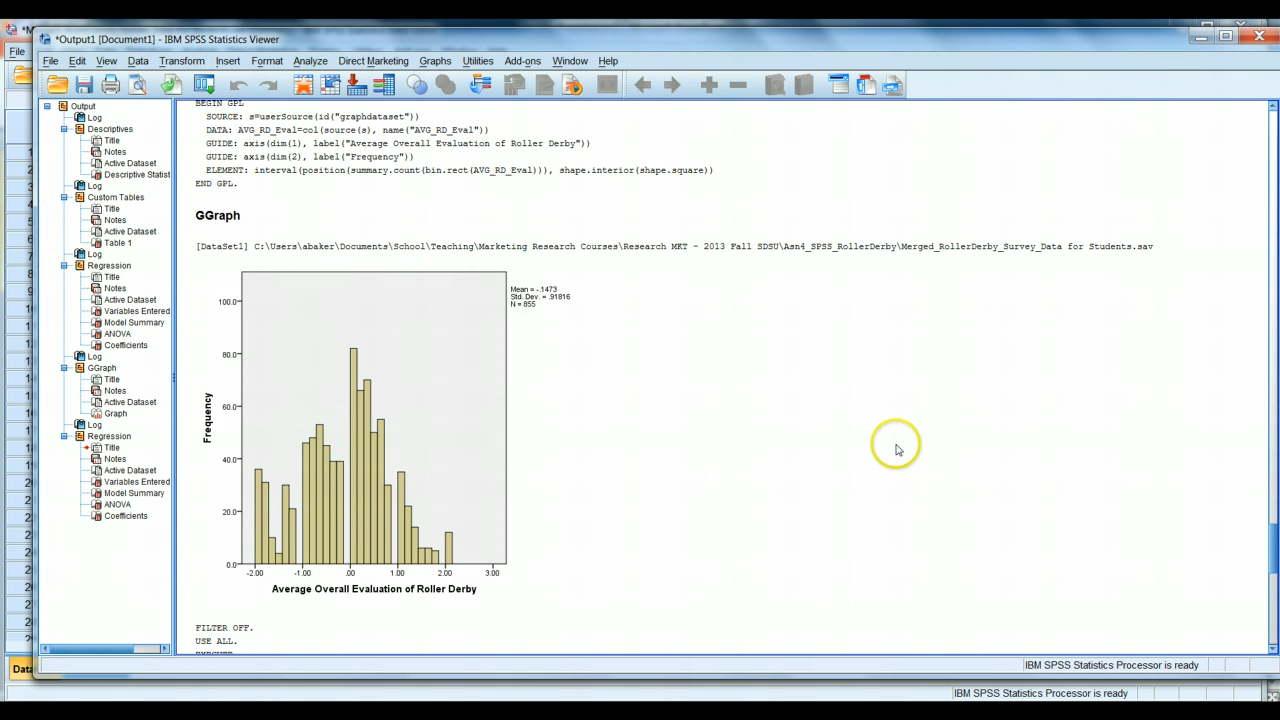 *Output1 [Document1] - IBM SPSS Statistics Viewer
File
File Edit View Data Transform Insert Format Analyze Direct Marketing Graphs Utilities Add-ons Window Help
Output
Log
Descriptives
Title
Notes
Active Dataset
Descriptive Statist
Log
Custom Tables
Title
Notes
Active Dataset
Table 1
Log
Regression
Title
Notes
Active Dataset
Variables Entered
Model Summary
ANOVA
Coefficients
Log
GGraph
Title
Notes
Active Dataset
Graph
Log
Regression
Title
Notes
Active Dataset
Variables Entered
Model Summary
ANOVA
Coefficients
BEGIN GPL
SOURCE: s=userSource(id("graphdataset"))
DATA: AVG_RD_Eval=col(source(s), name("AVG_RD_Eval"))
GUIDE: axis(dim(1), label("Average Overall Evaluation of Roller Derby"))
GUIDE: axis(dim(2), label("Frequency"))
ELEMENT: interval(position(summary.count(bin.rect(AVG_RD_Eval))), shape.interior(shape.square))
END GPL.
GGraph
[DataSet1] C:\Users\abaker\Documents\School\Teaching\Marketing Research Courses\Research MKT - 2013 Fall SDSU\Asn4_SPSS_RollerDerby\Merged_RollerDerby_Survey_Data for Students.sav
Mean = -.1473
Std. Dev. = .91816
N = 855
100.0
80.0
60.0
40.0
20.0
0.0
Frequency
-2.00 -1.00 .00 1.00 2.00 3.00
Average Overall Evaluation of Roller Derby
FILTER OFF.
USE ALL.
EXECUTE
IBM SPSS Statistics Processor is ready
Data
IBM SPSS Statistics Processor is ready